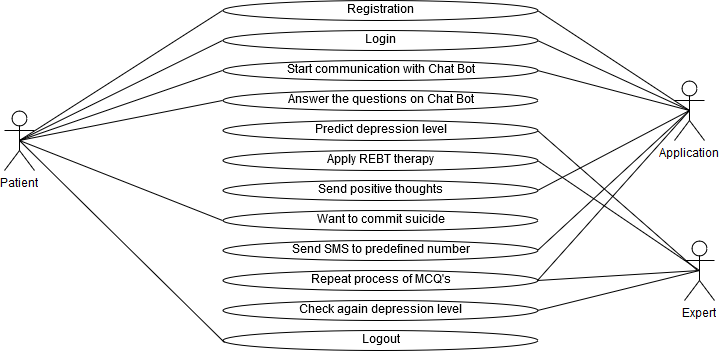 Registration
Login
Start communication with Chat Bot
Answer the questions on Chat Bot
Predict depression level
Apply REBT therapy
Send positive thoughts
Want to commit suicide
Send SMS to predefined number
Repeat process of MCQ's
Check again depression level
Logout
Patient
Application
Expert